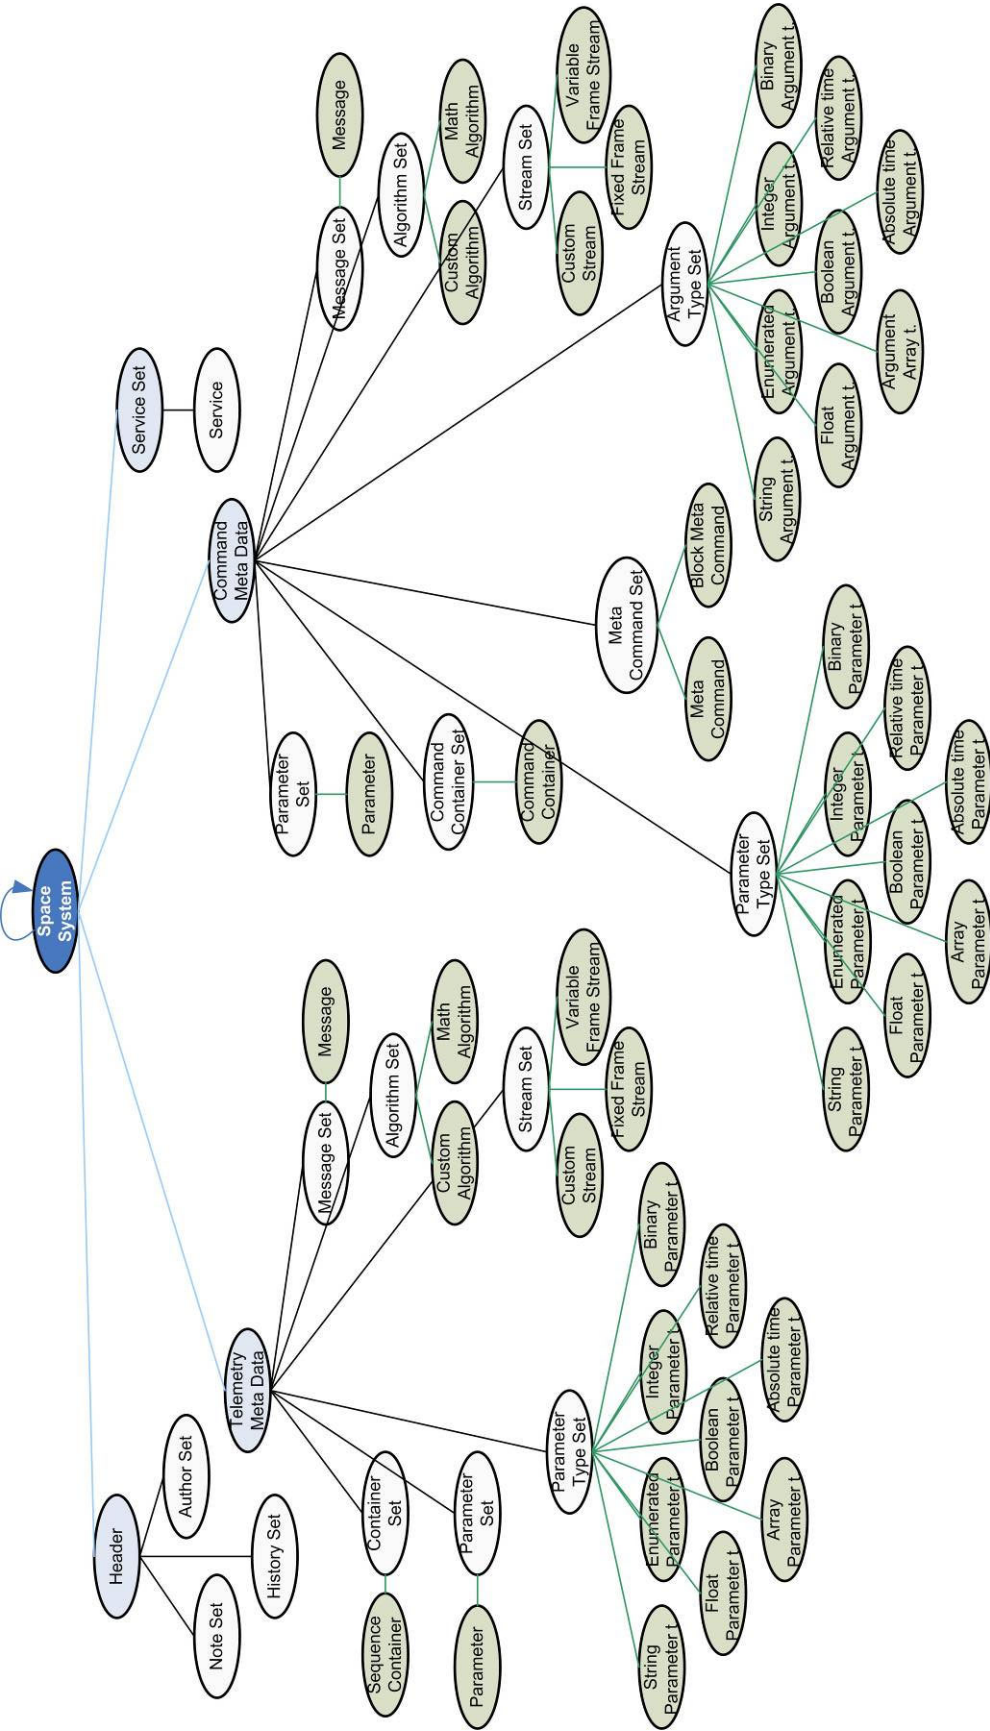 Space
System
Header
Note Set
History Set
Author Set
Telemetry
Meta Data
Sequence
Container
Container
Set
Parameter
Parameter
Set
Parameter
Type Set
String
Parameter t.
Float
Parameter t
Enumerated
Parameter t.
Array
Parameter t
Boolean
Parameter t
Integer
Parameter t.
Absolute time
Parameter t
Relative time
Parameter t
Binary
Parameter t
Message Set
Message
Algorithm Set
Custom
Algorithm
Math
Algorithm
Stream Set
Custom
Stream
Fixed Frame
Stream
Variable
Frame Stream
Command
Meta Data
Parameter
Set
Parameter
Command
Container Set
Command
Container
Parameter
Type Set
String
Parameter t
Float
Parameter t
Enumerated
Parameter t
Array
Parameter t
Boolean
Parameter t
Integer
Parameter t
Absolute time
Parameter t
Relative time
Parameter t
Binary
Parameter t
Meta
Command Set
Meta
Command
Block Meta
Command
Argument
Type Set
String
Argument t.
Float
Argument t.
Enumerated
Argument t.
Argument
Array t.
Boolean
Argument t.
Integer
Argument t.
Absolute time
Argument t.
Relative time
Argument t.
Binary
Argument t.
Message Set
Message
Algorithm Set
Custom
Algorithm
Math
Algorithm
Stream Set
Custom
Stream
Fixed Frame
Stream
Variable
Frame Stream
Service Set
Service